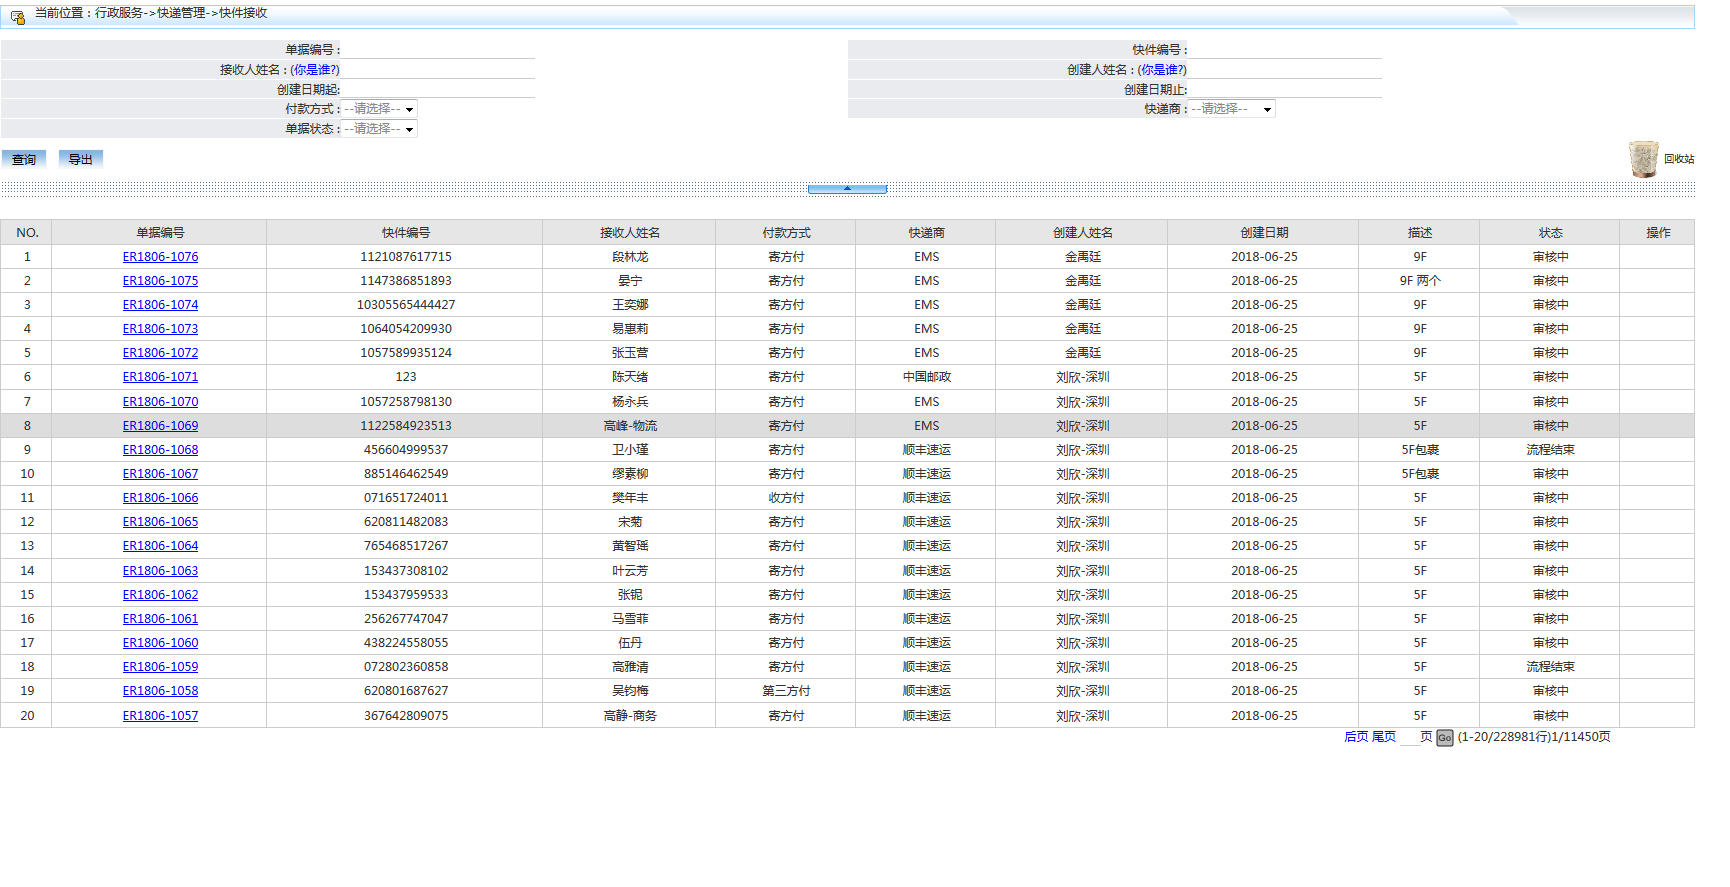 当前位置：行政服务->快递管理->快件接收
单据编号 : 快件编号 :
接收人姓名 : (你是谁?) 创建人姓名 : (你是谁?)
创建日期起: 创建日期止:
付款方式 : --请选择-- 快递商 : --请选择--
单据状态 : --请选择--
查询 导出 回收站
NO. 单据编号 快件编号 接收人姓名 付款方式 快递商 创建人姓名 创建日期 描述 状态 操作
1 ER1806-1076 1121087617715 段林龙 寄方付 EMS 金禹廷 2018-06-25 9F 审核中
2 ER1806-1075 1147386851893 晏宁 寄方付 EMS 金禹廷 2018-06-25 9F 两个 审核中
3 ER1806-1074 10305565444427 王奕娜 寄方付 EMS 金禹廷 2018-06-25 9F 审核中
4 ER1806-1073 1064054209930 易惠莉 寄方付 EMS 金禹廷 2018-06-25 9F 审核中
5 ER1806-1072 1057589935124 张玉营 寄方付 EMS 金禹廷 2018-06-25 9F 审核中
6 ER1806-1071 123 陈天绪 寄方付 中国邮政 刘欣-深圳 2018-06-25 5F 审核中
7 ER1806-1070 1057258798130 杨永兵 寄方付 EMS 刘欣-深圳 2018-06-25 5F 审核中
8 ER1806-1069 1122584923513 高峰-物流 寄方付 EMS 刘欣-深圳 2018-06-25 5F 审核中
9 ER1806-1068 456604999537 卫小瑾 寄方付 顺丰速运 刘欣-深圳 2018-06-25 5F包裹 流程结束
10 ER1806-1067 885146462549 缪素柳 寄方付 顺丰速运 刘欣-深圳 2018-06-25 5F包裹 审核中
11 ER1806-1066 071651724011 樊年丰 收方付 顺丰速运 刘欣-深圳 2018-06-25 5F 审核中
12 ER1806-1065 620811482083 宋菊 寄方付 顺丰速运 刘欣-深圳 2018-06-25 5F 审核中
13 ER1806-1064 765468517267 黄智瑶 寄方付 顺丰速运 刘欣-深圳 2018-06-25 5F 审核中
14 ER1806-1063 153437308102 叶云芳 寄方付 顺丰速运 刘欣-深圳 2018-06-25 5F 审核中
15 ER1806-1062 153437959533 张铌 寄方付 顺丰速运 刘欣-深圳 2018-06-25 5F 审核中
16 ER1806-1061 256267747047 马雪菲 寄方付 顺丰速运 刘欣-深圳 2018-06-25 5F 审核中
17 ER1806-1060 438224558055 伍丹 寄方付 顺丰速运 刘欣-深圳 2018-06-25 5F 审核中
18 ER1806-1059 072802360858 高雅清 寄方付 顺丰速运 刘欣-深圳 2018-06-25 5F 流程结束
19 ER1806-1058 620801687627 吴钧梅 第三方付 顺丰速运 刘欣-深圳 2018-06-25 5F 审核中
20 ER1806-1057 367642809075 高静-商务 寄方付 顺丰速运 刘欣-深圳 2018-06-25 5F 审核中
后页 尾页 页 Go (1-20/228981行)1/11450页